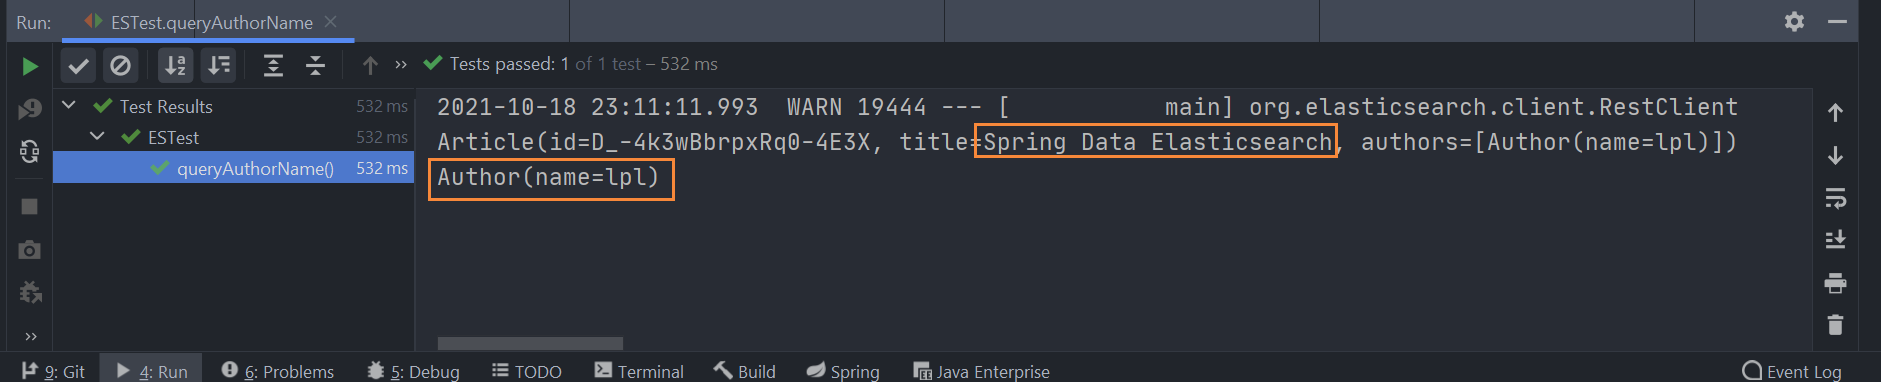 Run: ESTest.queryAuthorName
Tests passed: 1 of 1 test – 532 ms
Test Results 532 ms
ESTest 532 ms
queryAuthorName() 532 ms
2021-10-18 23:11:11.993  WARN 19444 --- [           main] org.elasticsearch.client.RestClient
Article(id=D_-4k3wBbrpxRq0-4E3X, title=Spring Data Elasticsearch, authors=[Author(name=lpl)])
Author(name=lpl)
9: Git 4: Run 6: Problems 5: Debug TODO Terminal Build Spring Java Enterprise Event Log